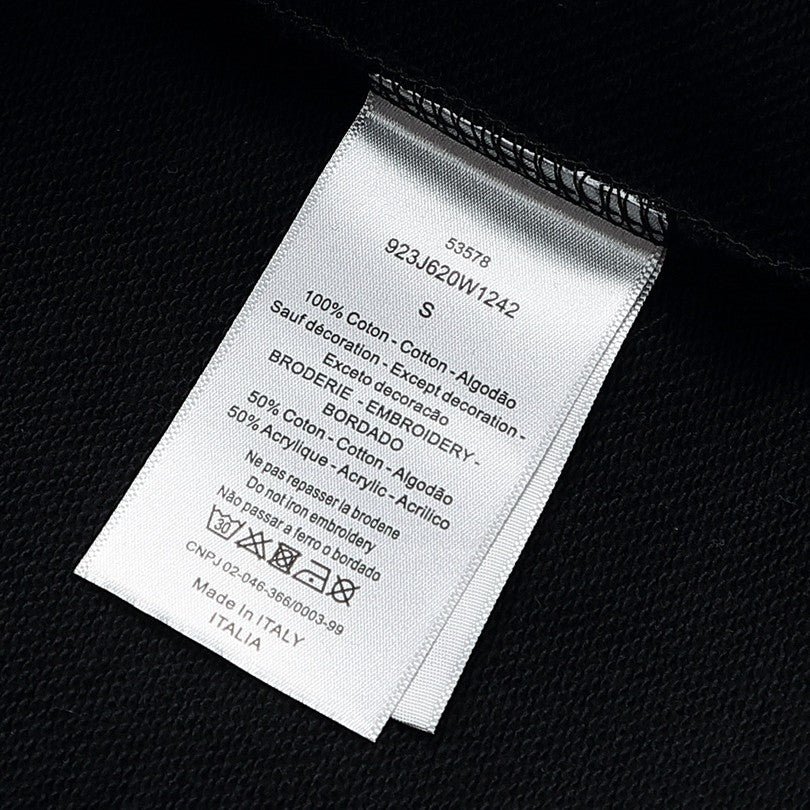 53578
923J620W1242
S
100% Coton - Cotton - Algodão
Sauf décoration - Except decoration -
Exceto decoracão
BRODERIE - EMBROIDERY -
BORDADO
50% Coton - Cotton - Algodão
50% Acrylique - Acrylic - Acrilico
Ne pas repasser la brodene
Do not iron embroidery
Não passar a ferro o bordado
30
CNPJ 02-046-366/0003-99
Made In ITALY
ITALIA